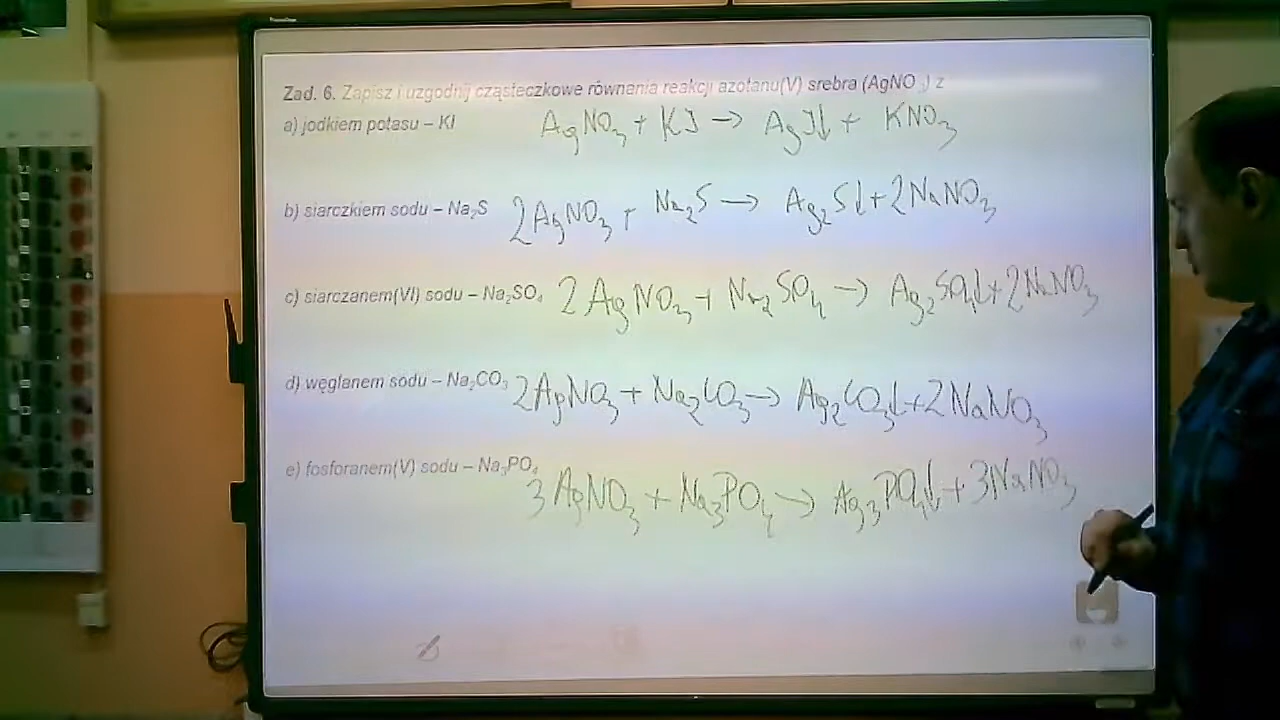 Zad. 6. Zapisz i uzgodnij cząsteczkowe równania reakcji azotanu(V) srebra (AgNO₃) z
a) jodkiem potasu – KI AgNO₃ + KJ → AgJ↓ + KNO₃
b) siarczkiem sodu – Na₂S 2AgNO₃ + Na₂S → Ag₂S↓ + 2NaNO₃
c) siarczanem(VI) sodu – Na₂SO₄ 2AgNO₃ + Na₂SO₄ → Ag₂SO₄↓ + 2NaNO₃
d) węglanem sodu – Na₂CO₃ 2AgNO₃ + Na₂CO₃ → Ag₂CO₃↓ + 2NaNO₃
e) fosforanem(V) sodu – Na₃PO₄ 3AgNO₃ + Na₃PO₄ → Ag₃PO₄↓ + 3NaNO₃